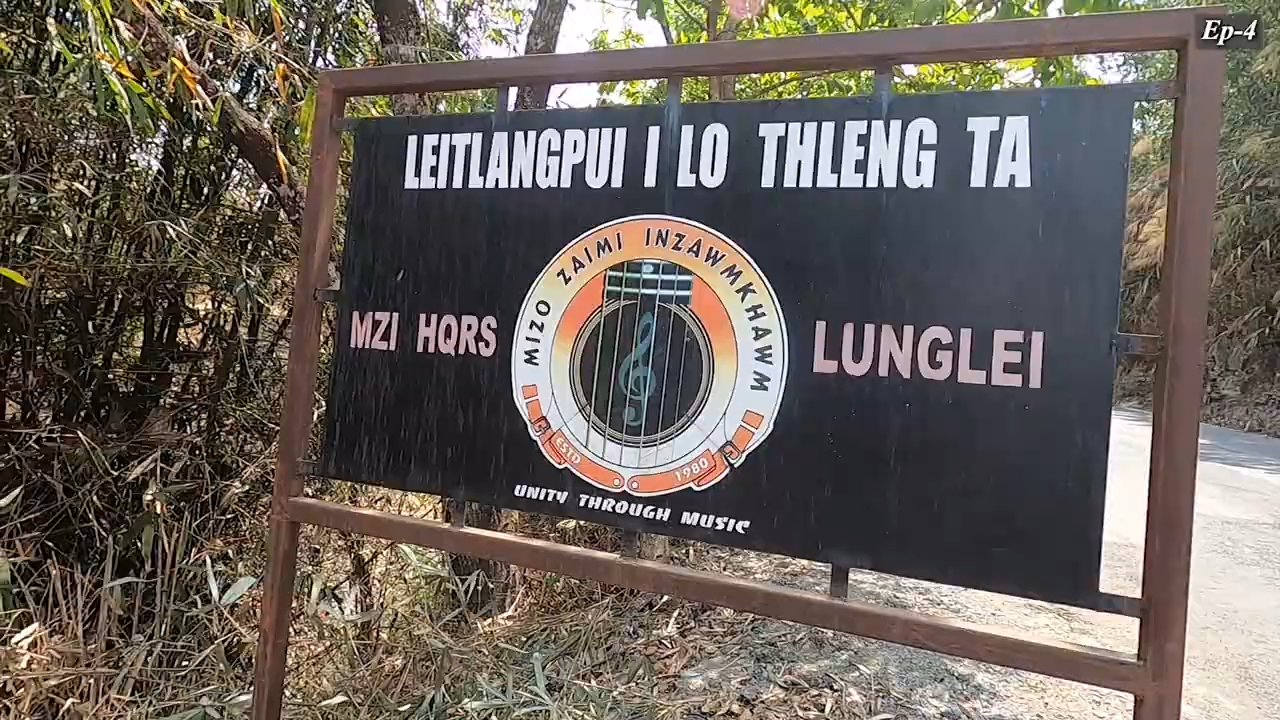 Ep-4
LEITLANGPUI I LO THLENG TA
MIZO ZAIMI INZAWMKHAWM
MZI HQRS
LUNGLEI
ESTD 1980
UNITY THROUGH MUSIC